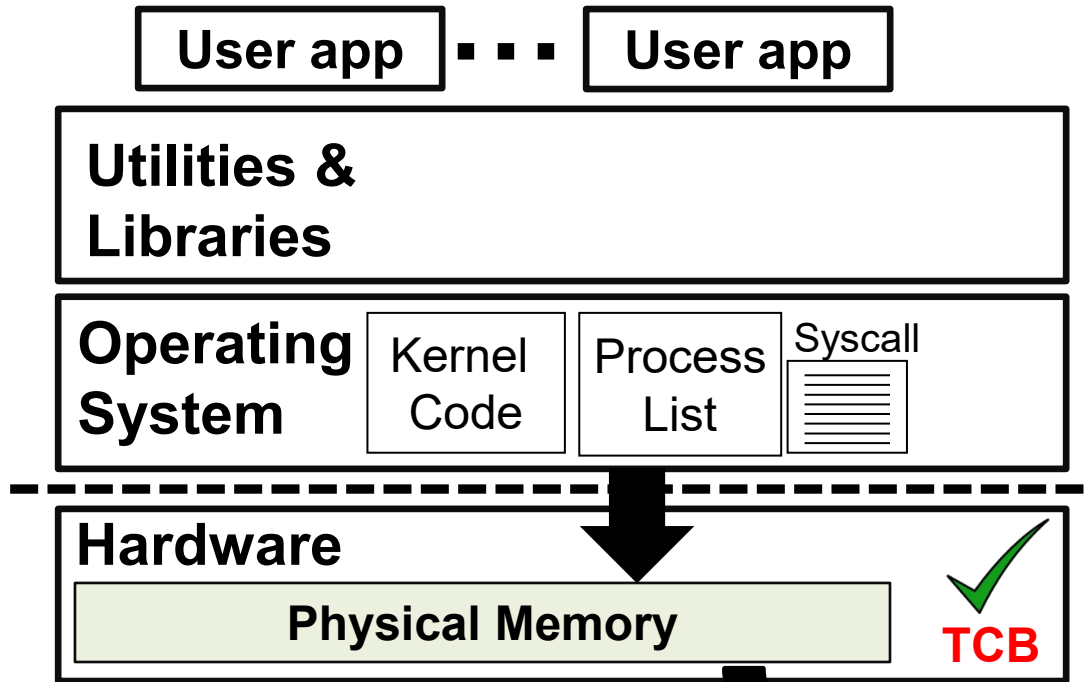 User app ... User app
Utilities &
Libraries
Operating
System
Kernel
Code
Process
List
Syscall
Hardware
Physical Memory
TCB